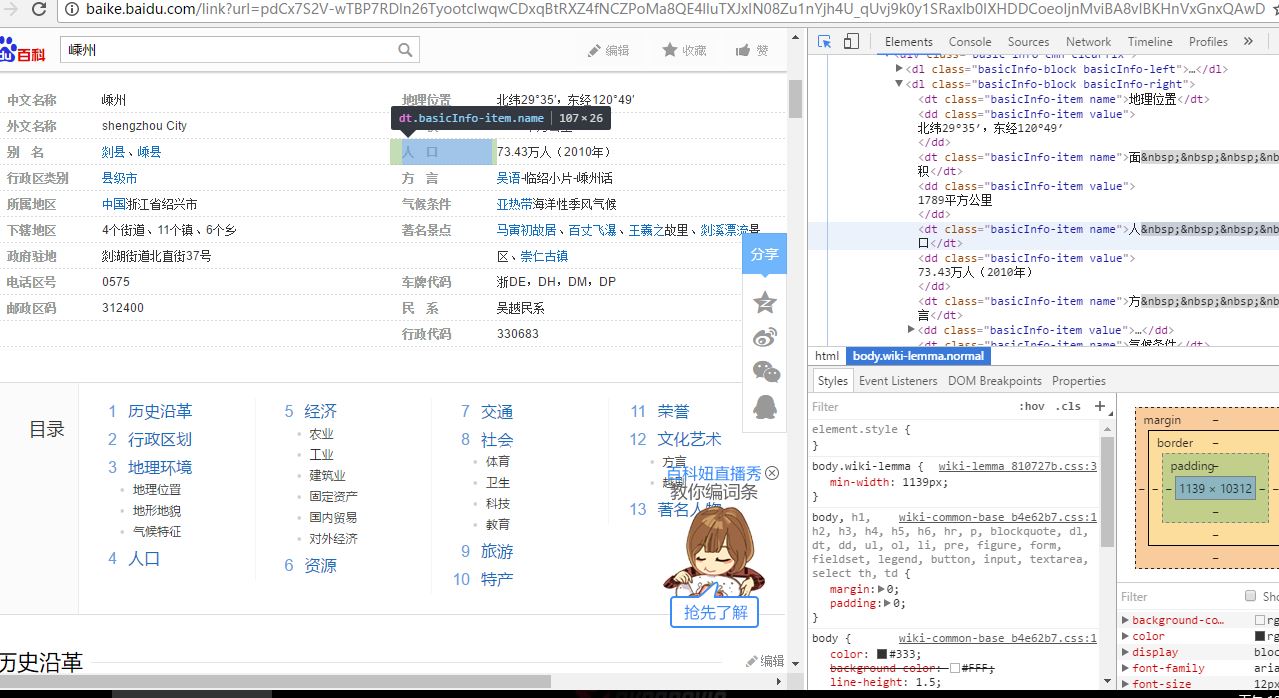 baike.baidu.com/link?url=pdCx7S2V-wTBP7RDln26TyootclwqwCDxqBtRXZ4fNCZPoMa8QE4lluTXJxIN08Zu1nYjh4U_qUvj9k0y1SRaxlb0IXHDDCoeoIjnMviBA8vlBKHnVxGnxQAwD
百科 嵊州 编辑 收藏 赞
中文名称 嵊州 地理位置 北纬29°35′，东经120°49′
外文名称 shengzhou City
dt.basicInfo-item.name 107×26
别 名 剡县、嵊县 人 口 73.43万人（2010年）
行政区类别 县级市 方 言 吴语-临绍小片-嵊州话
所属地区 中国浙江省绍兴市 气候条件 亚热带海洋性季风气候
下辖地区 4个街道、11个镇、6个乡 著名景点 马寅初故居、百丈飞瀑、王羲之故里、剡溪漂流景
政府驻地 剡湖街道北直街37号 区、崇仁古镇
电话区号 0575 车牌代码 浙DE，DH，DM，DP
邮政区码 312400 民 系 吴越民系
行政代码 330683
分享
目录
1 历史沿革
2 行政区划
3 地理环境
地理位置
地形地貌
气候特征
4 人口
5 经济
农业
工业
建筑业
固定资产
国内贸易
对外经济
6 资源
7 交通
8 社会
体育
卫生
科技
教育
9 旅游
10 特产
11 荣誉
12 文化艺术
方言
13 著名人物
百科妞直播秀
教你编词条
抢先了解
历史沿革 编辑
Elements Console Sources Network Timeline Profiles »
<div class="basicInfo cmn-clearfix">
<dl class="basicInfo-block basicInfo-left">…</dl>
<dl class="basicInfo-block basicInfo-right">
<dt class="basicInfo-item name">地理位置</dt>
<dd class="basicInfo-item value">
北纬29°35′，东经120°49′
</dd>
<dt class="basicInfo-item name">面&nbsp;&nbsp;&nbsp;&nb
积</dt>
<dd class="basicInfo-item value">
1789平方公里
</dd>
<dt class="basicInfo-item name">人&nbsp;&nbsp;&nbsp;&nb
口</dt>
<dd class="basicInfo-item value">
73.43万人（2010年）
</dd>
<dt class="basicInfo-item name">方&nbsp;&nbsp;&nbsp;&nb
言</dt>
<dd class="basicInfo-item value">…</dd>
<dt class="basicInfo-item name">气候条件</dt>
html body.wiki-lemma.normal
Styles Event Listeners DOM Breakpoints Properties
Filter :hov .cls +
element.style {
}
body.wiki-lemma { wiki-lemma_810727b.css:3
min-width: 1139px;
}
body, h1, wiki-common-base_b4e62b7.css:1
h2, h3, h4, h5, h6, hr, p, blockquote, dl,
dt, dd, ul, ol, li, pre, figure, form,
fieldset, legend, button, input, textarea,
select th, td {
margin: 0;
padding: 0;
}
body { wiki-common-base_b4e62b7.css:1
color: #333;
background-color: #FFF;
line-height: 1.5;
margin –
border –
padding –
– – – 1139 × 10312 – –
–
–
–
Filter Sho
background-co… rg
color rg
display bloc
font-family aria
font-size 12px